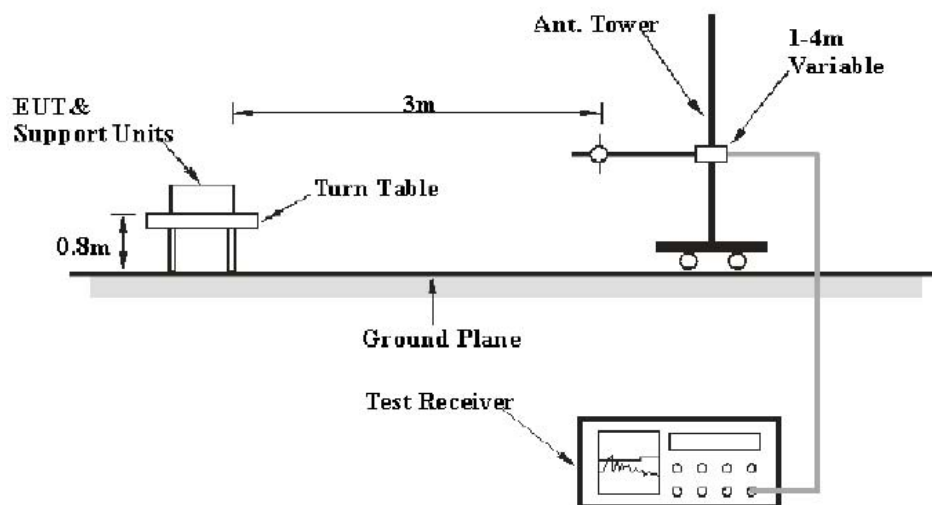 Ant. Tower
1-4m
Variable
EUT&
Support Units
3m
Turn Table
0.8m
Ground Plane
Test Receiver